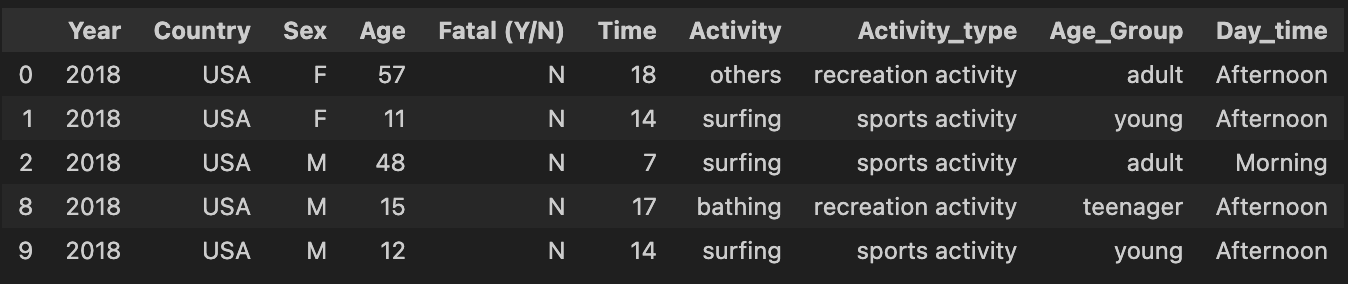 Year Country Sex Age Fatal (Y/N) Time Activity Activity_type Age_Group Day_time
0 2018 USA F 57 N 18 others recreation activity adult Afternoon
1 2018 USA F 11 N 14 surfing sports activity young Afternoon
2 2018 USA M 48 N 7 surfing sports activity adult Morning
8 2018 USA M 15 N 17 bathing recreation activity teenager Afternoon
9 2018 USA M 12 N 14 surfing sports activity young Afternoon